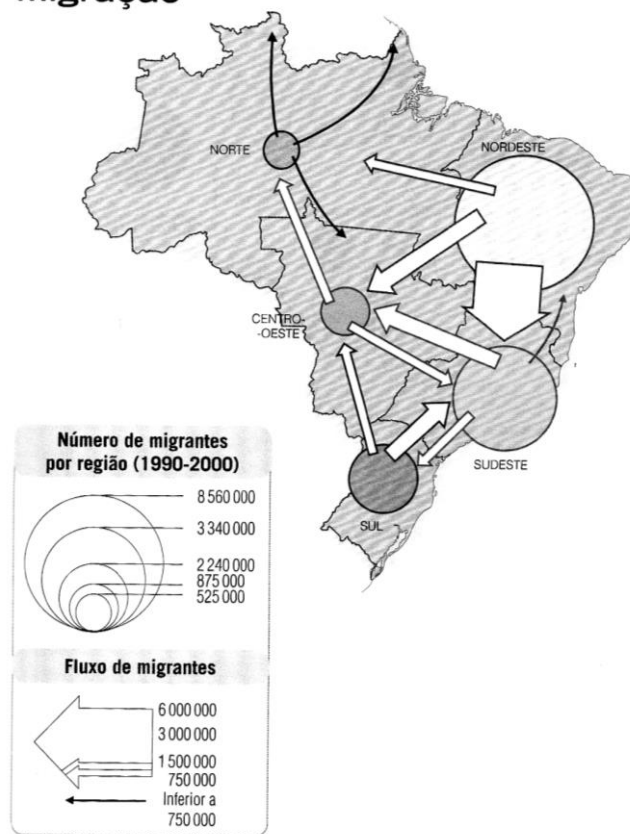 migração
NORTE
NORDESTE
CENTRO-
-OESTE
SUDESTE
SUL
Número de migrantes
por região (1990-2000)
8 560 000
3 340 000
2 240 000
875 000
525 000
Fluxo de migrantes
6 000 000
3 000 000
1 500 000
750 000
Inferior a
750 000